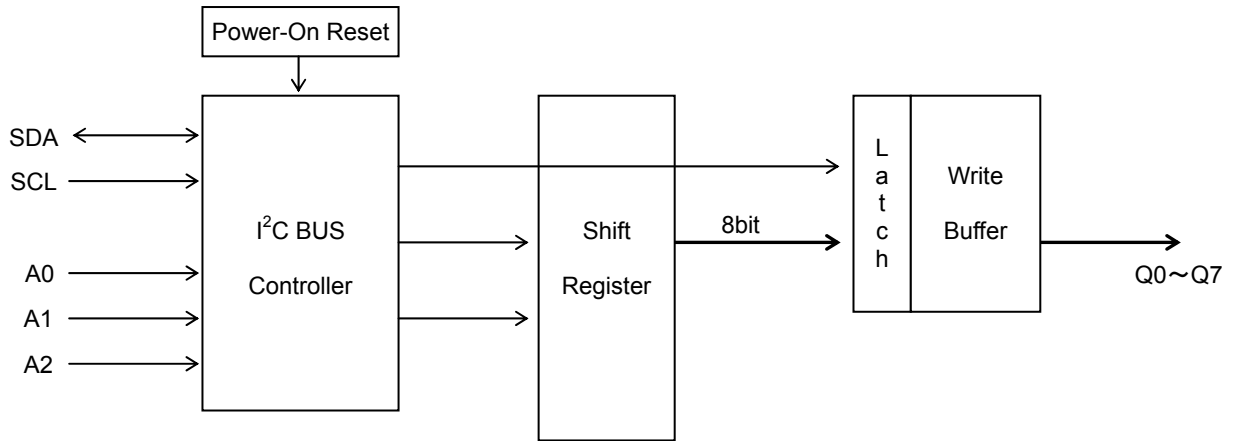 Power-On Reset
SDA
SCL
A0
A1
A2
I²C BUS
Controller
Shift
Register
8bit
L
a
t
c
h
Write
Buffer
Q0～Q7